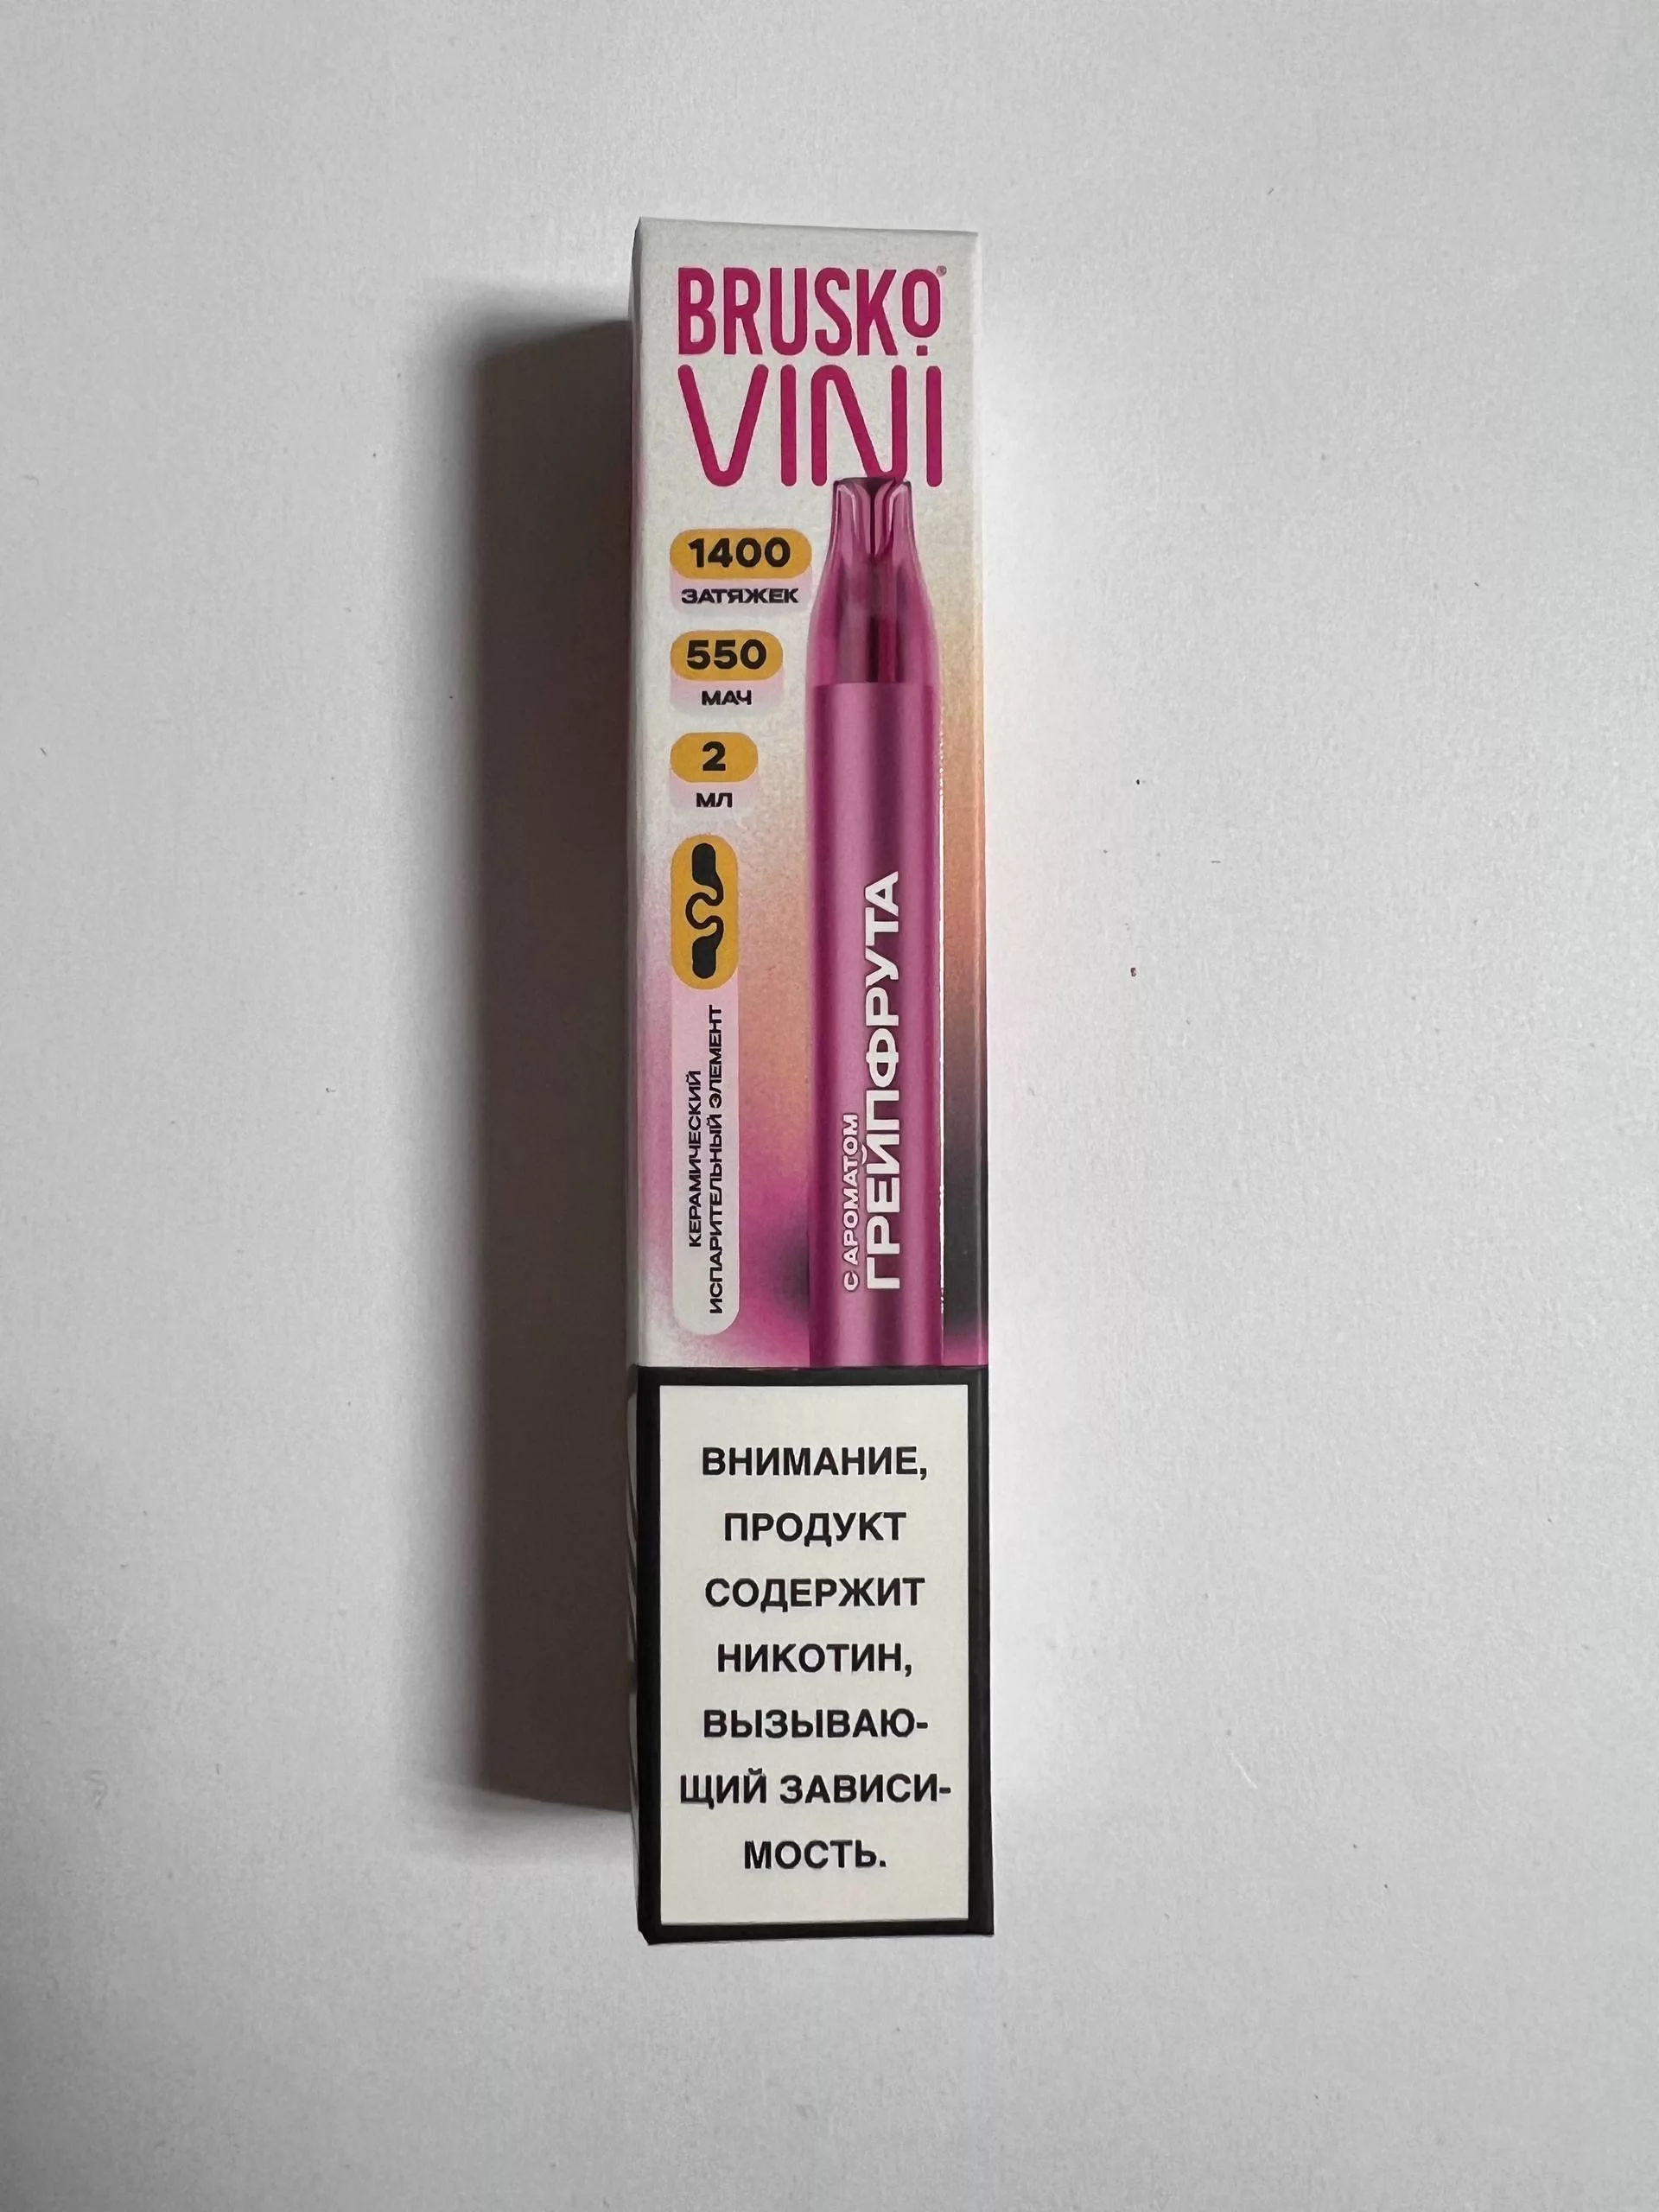 BRUSKO®
VINI
1400
ЗАТЯЖЕК
550
МАЧ
2
МЛ
КЕРАМИЧЕСКИЙ
ИСПАРИТЕЛЬНЫЙ ЭЛЕМЕНТ
С АРОМАТОМ
ГРЕЙПФРУТА
ВНИМАНИЕ,
ПРОДУКТ
СОДЕРЖИТ
НИКОТИН,
ВЫЗЫВАЮ-
ЩИЙ ЗАВИСИ-
МОСТЬ.